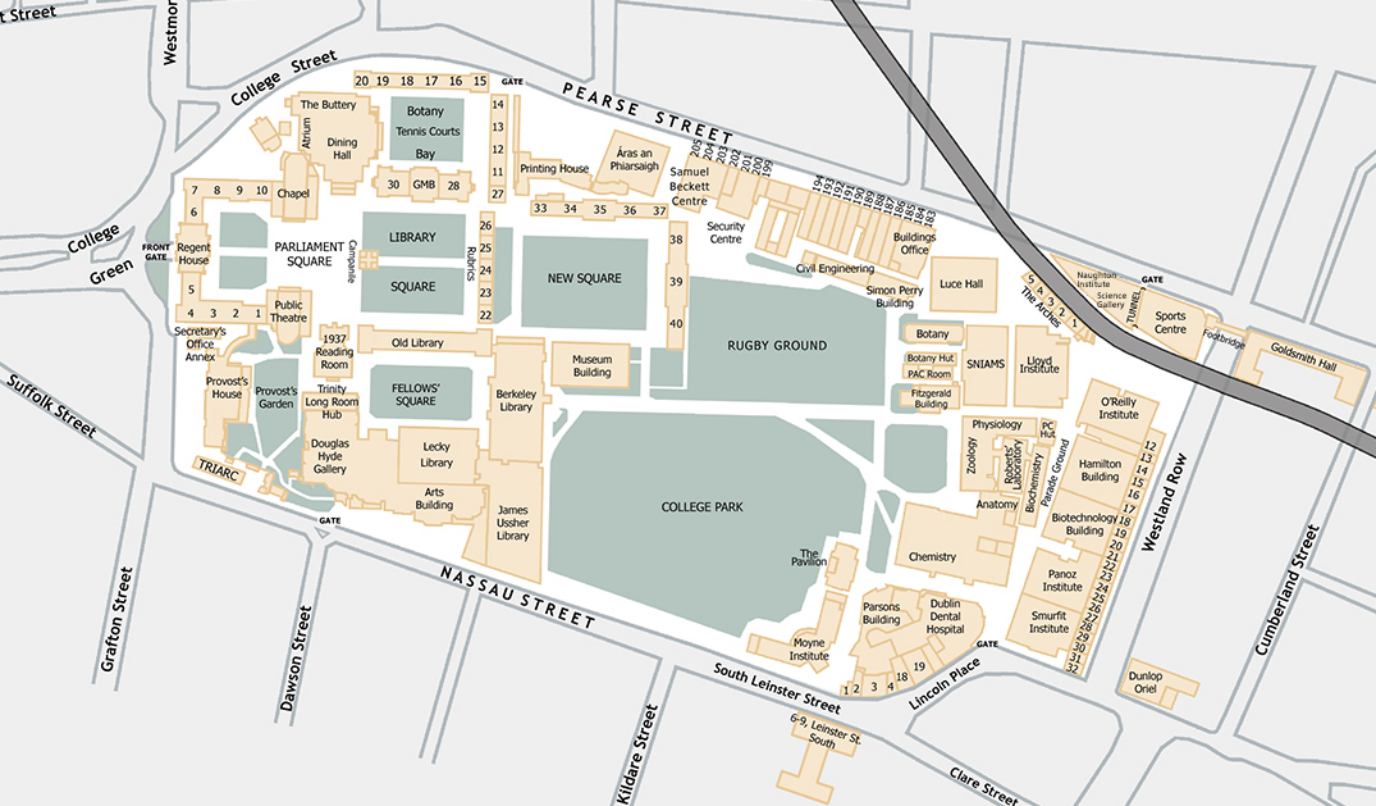 t Street
Westmor
College Street
College
Green
FRONT
GATE
20 19 18 17 16 15
GATE
PEARSE STREET
The Buttery
Atrium
Dining
Hall
Botany
Tennis Courts
Bay
14
13
12
11
27
Printing House
Áras an
Phiarsaigh
Samuel
Beckett
Centre
205
204
203
202
201
200
199
194
193
192
191
190
189
188
187
186
185
184
183
7 8 9 10
Chapel
6
30 GMB 28
33 34 35 36 37
Security
Centre
Buildings
Office
Civil Engineering
Simon Perry
Building
Luce Hall
Regent
House
PARLIAMENT
SQUARE
Campanile
LIBRARY
SQUARE
Rubrics
26
25
24
23
22
NEW SQUARE
38
39
40
RUGBY GROUND
5
4 3 2 1
Public
Theatre
5
4
3
2
1
The Arches
Naughton
Institute
Science
Gallery
TUNNEL
GATE
Sports
Centre
Footbridge
Goldsmith Hall
Secretary's
Office
Annex
1937
Reading
Room
Old Library
Museum
Building
Botany
Botany Hut
PAC Room
Fitzgerald
Building
SNIAMS
Lloyd
Institute
Provost's
House
Provost's
Garden
Trinity
Long Room
Hub
FELLOWS'
SQUARE
Berkeley
Library
O'Reilly
Institute
Douglas
Hyde
Gallery
Lecky
Library
Arts
Building
TRIARC
GATE
James
Ussher
Library
COLLEGE PARK
Physiology
PC
Hut
Zoology
Roberts'
Laboratory
Biochemistry
Parade Ground
Anatomy
Hamilton
Building
Biotechnology
Building
12
13
14
15
16
17
18
19
20
21
22
23
24
25
26
27
28
29
30
31
32
Westland Row
The
Pavilion
Chemistry
Panoz
Institute
Smurfit
Institute
Parsons
Building
Dublin
Dental
Hospital
Moyne
Institute
GATE
1 2 3 4 18 19
Lincoln Place
Dunlop
Oriel
Suffolk Street
Grafton Street
Dawson Street
NASSAU STREET
Kildare Street
South Leinster Street
6-9, Leinster St.
South
Clare Street
Cumberland Street